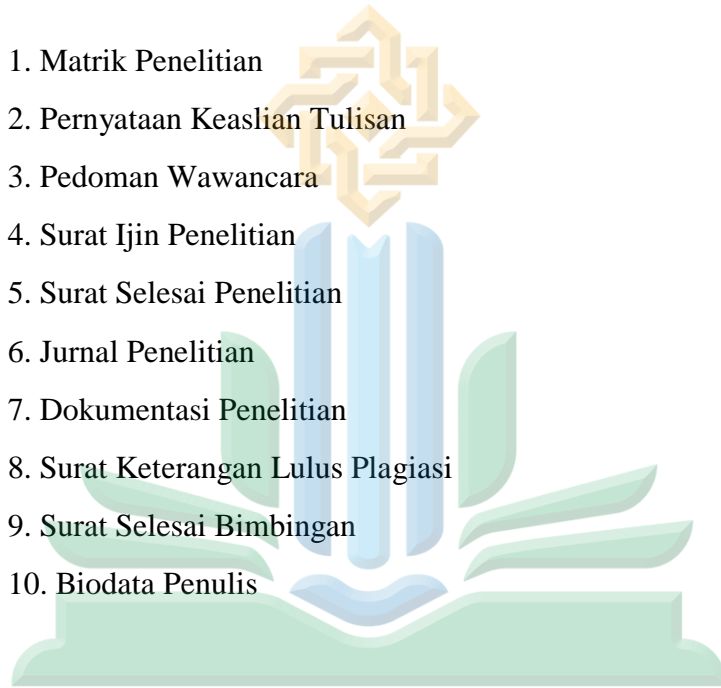 1. Matrik Penelitian
2. Pernyataan Keaslian Tulisan
3. Pedoman Wawancara
4. Surat Ijin Penelitian
5. Surat Selesai Penelitian
6. Jurnal Penelitian
7. Dokumentasi Penelitian
8. Surat Keterangan Lulus Plagiasi
9. Surat Selesai Bimbingan
10. Biodata Penulis